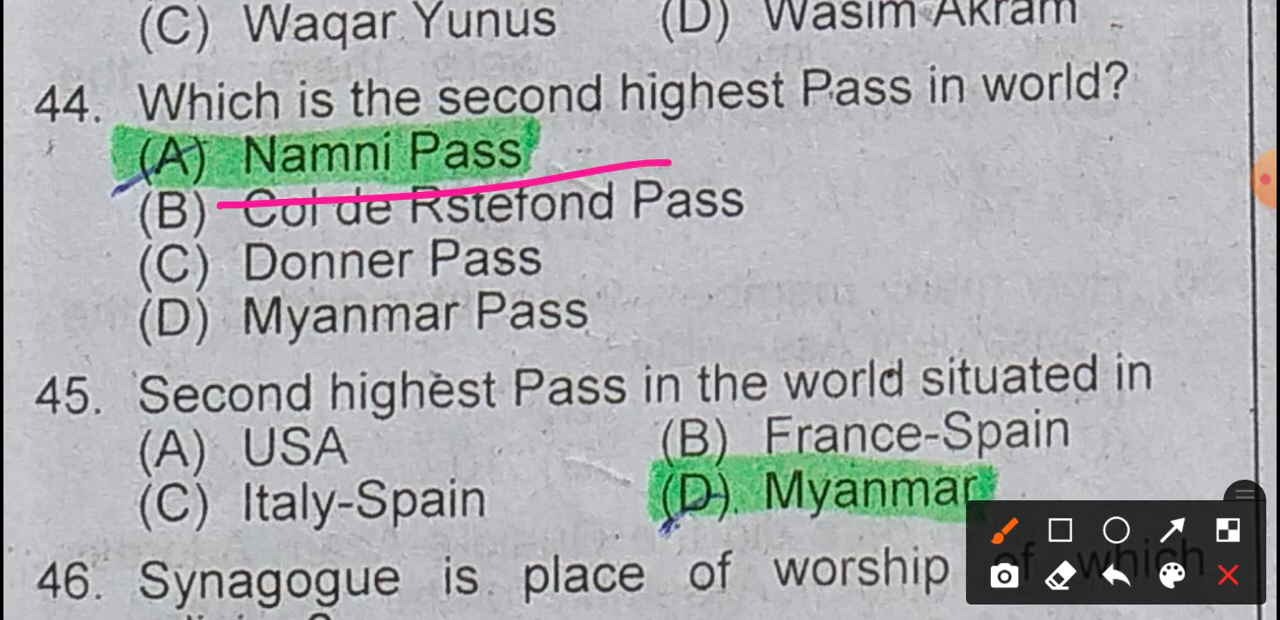 (C) Waqar Yunus (D) Wasim Akram
44. Which is the second highest Pass in world?
(A) Namni Pass
(B) Col de Rstefond Pass
(C) Donner Pass
(D) Myanmar Pass
45. Second highest Pass in the world situated in
(A) USA (B) France-Spain
(C) Italy-Spain (D) Myanmar
46. Synagogue is place of worship of which